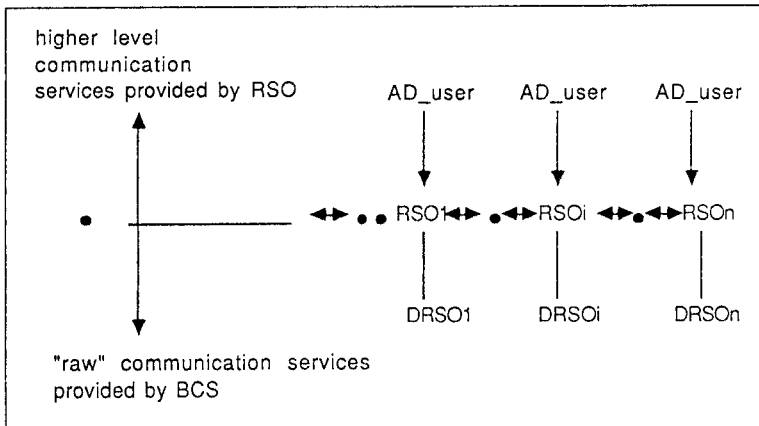 higher level
communication
services provided by RSO
AD_user AD_user AD_user
RSO1 RSOi RSOn
DRSO1 DRSOi DRSOn
"raw" communication services
provided by BCS